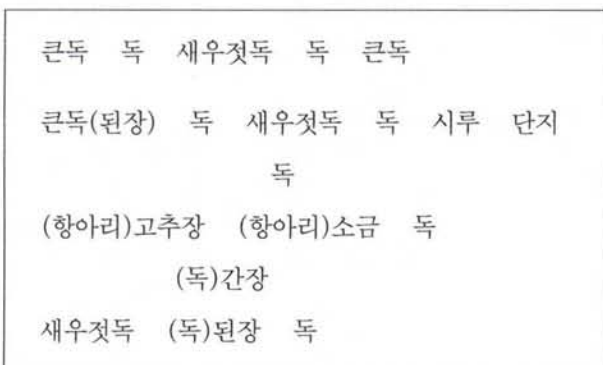 큰독 독 새우젓독 독 큰독
큰독(된장) 독 새우젓독 독 시루 단지
독
(항아리)고추장 (항아리)소금 독
(독)간장
새우젓독 (독)된장 독